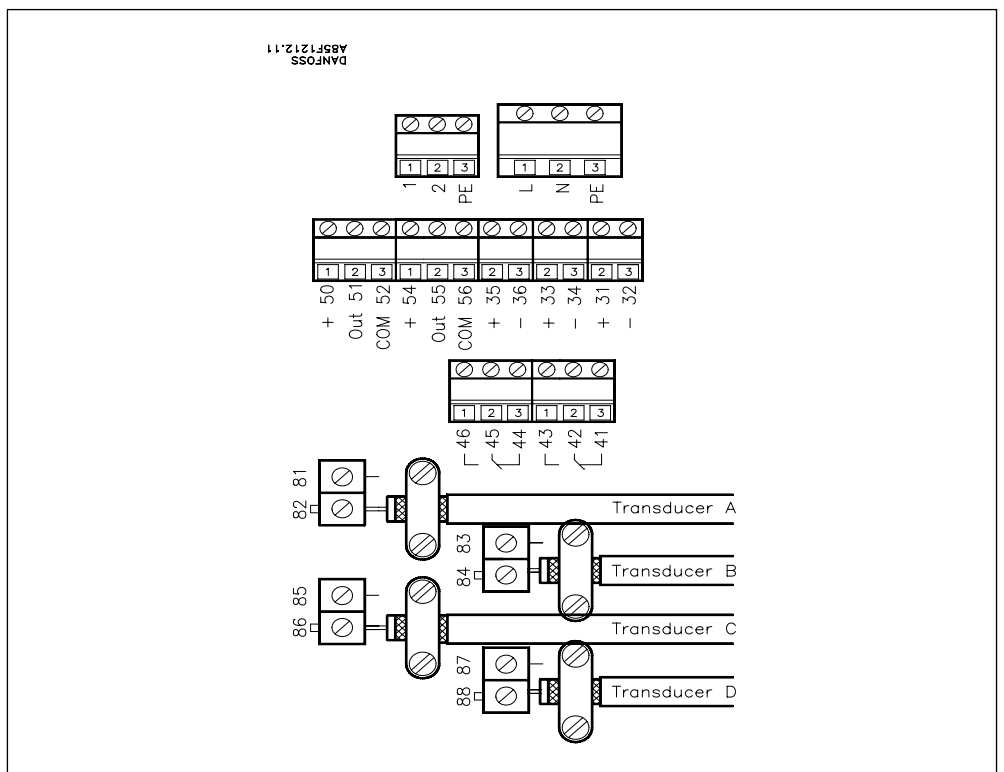 DANFOSS
A85F1212.11
1 2 3
1 2 PE
1 2 3
L N PE
1 2 3 1 2 3 2 3 2 3 2 3
+ 50
Out 51
COM 52
+ 54
Out 55
COM 56
+ 35
- 36
+ 33
- 34
+ 31
- 32
1 2 3 1 2 3
46 45 44 43 42 41
81
82
Transducer A
83
84
Transducer B
85
86
Transducer C
87
88
Transducer D